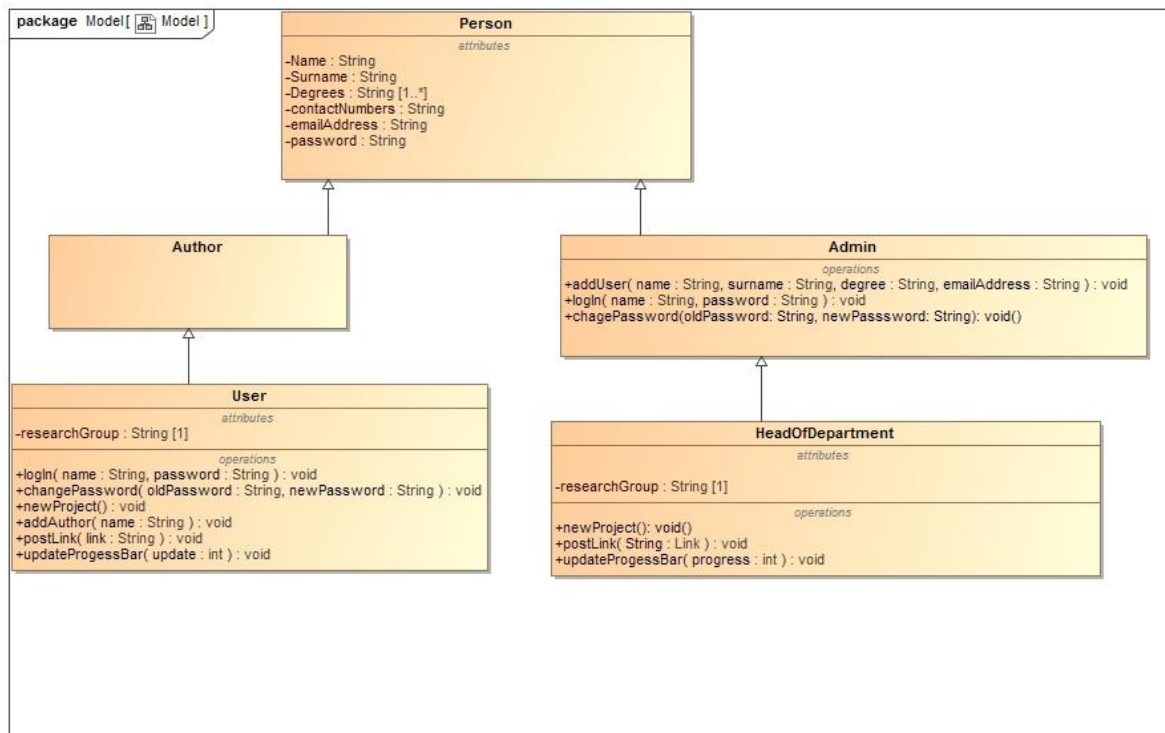 package Model[ Model ]
Person
attributes
-Name : String
-Surname : String
-Degrees : String [1..*]
-contactNumbers : String
-emailAddress : String
-password : String
Author
Admin
operations
+addUser( name : String, surname : String, degree : String, emailAddress : String ) : void
+logIn( name : String, password : String ) : void
+chagePassword(oldPassword: String, newPasssword: String): void()
User
attributes
-researchGroup : String [1]
operations
+logIn( name : String, password : String ) : void
+changePassword( oldPassword : String, newPassword : String ) : void
+newProject() : void
+addAuthor( name : String ) : void
+postLink( link : String ) : void
+updateProgessBar( update : int ) : void
HeadOfDepartment
attributes
-researchGroup : String [1]
operations
+newProject(): void()
+postLink( String : Link ) : void
+updateProgessBar( progress : int ) : void